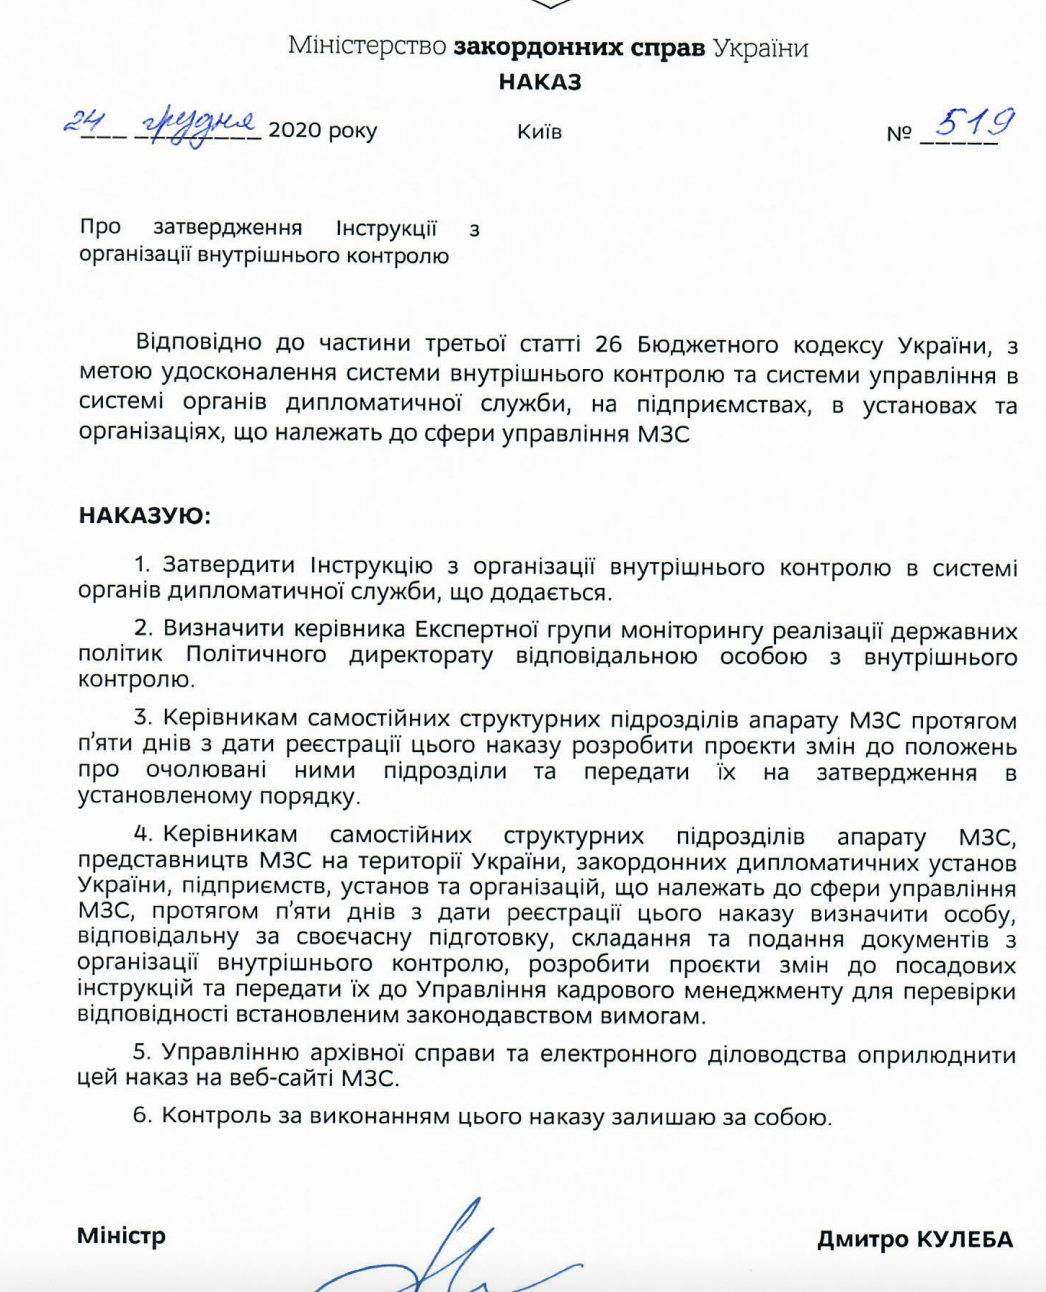 Міністерство закордонних справ України
НАКАЗ
24 грудня 2020 року Київ № 519
Про затвердження Інструкції з
організації внутрішнього контролю
Відповідно до частини третьої статті 26 Бюджетного кодексу України, з
метою удосконалення системи внутрішнього контролю та системи управління в
системі органів дипломатичної служби, на підприємствах, в установах та
організаціях, що належать до сфери управління МЗС
НАКАЗУЮ:
1. Затвердити Інструкцію з організації внутрішнього контролю в системі
органів дипломатичної служби, що додається.
2. Визначити керівника Експертної групи моніторингу реалізації державних
політик Політичного директорату відповідальною особою з внутрішнього
контролю.
3. Керівникам самостійних структурних підрозділів апарату МЗС протягом
п’яти днів з дати реєстрації цього наказу розробити проєкти змін до положень
про очолювані ними підрозділи та передати їх на затвердження в
установленому порядку.
4. Керівникам самостійних структурних підрозділів апарату МЗС,
представництв МЗС на території України, закордонних дипломатичних установ
України, підприємств, установ та організацій, що належать до сфери управління
МЗС, протягом п’яти днів з дати реєстрації цього наказу визначити особу,
відповідальну за своєчасну підготовку, складання та подання документів з
організації внутрішнього контролю, розробити проєкти змін до посадових
інструкцій та передати їх до Управління кадрового менеджменту для перевірки
відповідності встановленим законодавством вимогам.
5. Управлінню архівної справи та електронного діловодства оприлюднити
цей наказ на веб-сайті МЗС.
6. Контроль за виконанням цього наказу залишаю за собою.
Міністр Дмитро КУЛЕБА